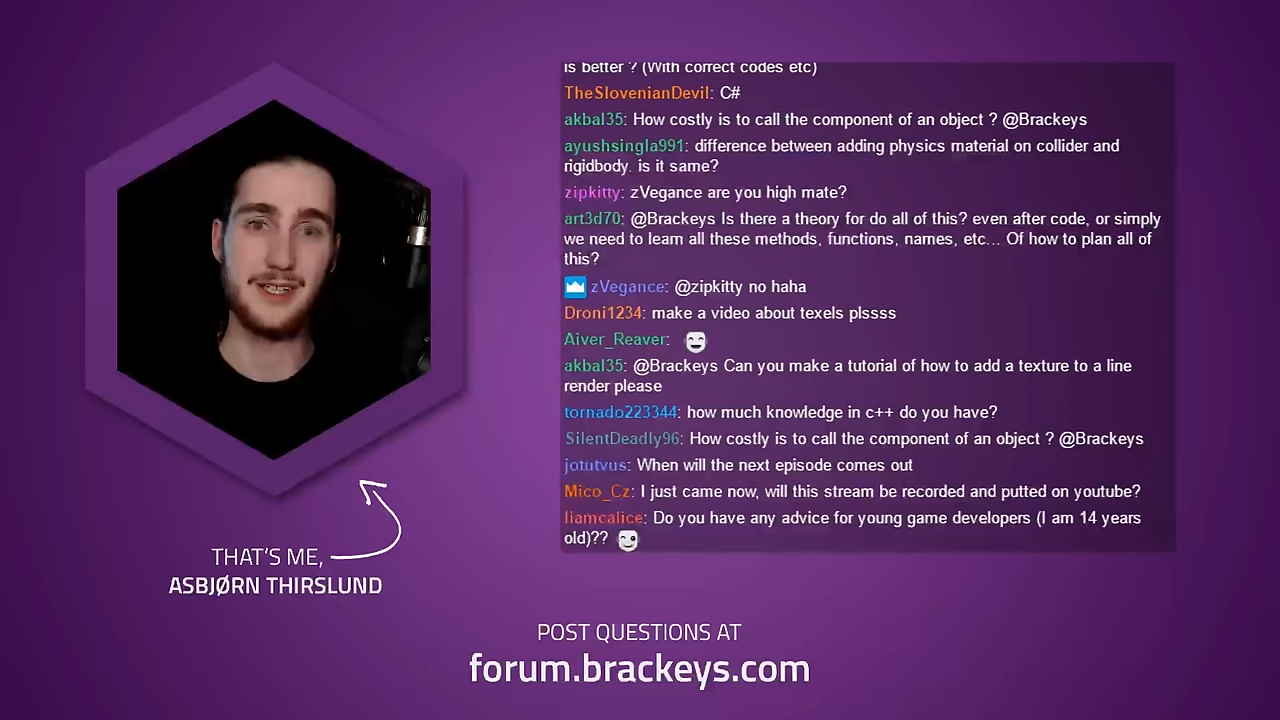 is better ? (With correct codes etc)
TheSlovenianDevil: C#
akbal35: How costly is to call the component of an object ? @Brackeys
ayushsingla991: difference between adding physics material on collider and
rigidbody. is it same?
zipkitty: zVegance are you high mate?
art3d70: @Brackeys Is there a theory for do all of this? even after code, or simply
we need to learn all these methods, functions, names, etc... Of how to plan all of
this?
zVegance: @zipkitty no haha
Droni1234: make a video about texels plssss
Aiver_Reaver:
akbal35: @Brackeys Can you make a tutorial of how to add a texture to a line
render please
tornado223344: how much knowledge in c++ do you have?
SilentDeadly96: How costly is to call the component of an object ? @Brackeys
jotutvus: When will the next episode comes out
Mico_Cz: I just came now, will this stream be recorded and putted on youtube?
liamcalice: Do you have any advice for young game developers (I am 14 years
old)??
THAT'S ME,
ASBJØRN THIRSLUND
POST QUESTIONS AT
forum.brackeys.com